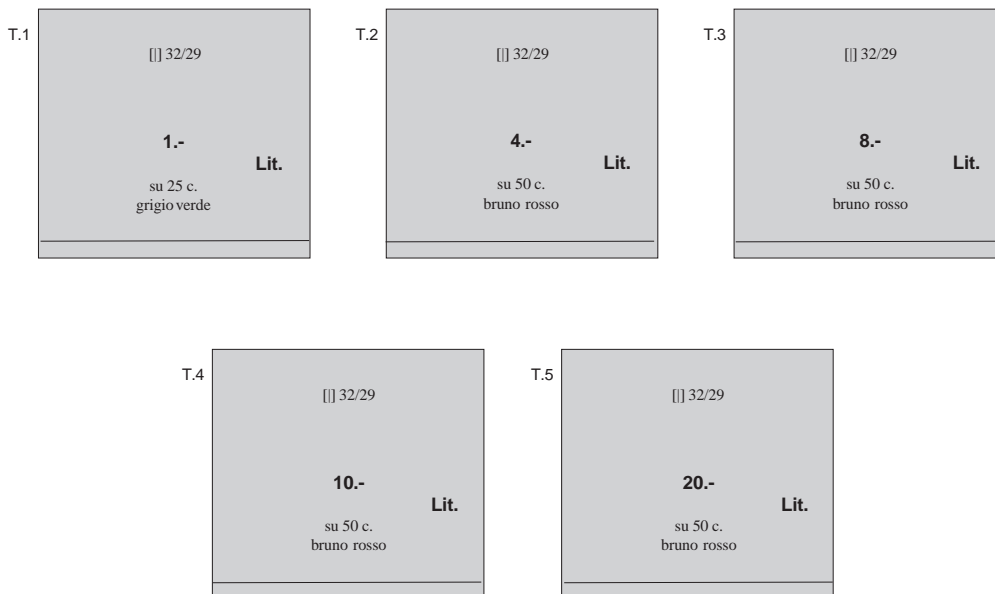 T.1
[|] 32/29
1.-
Lit.
su 25 c.
grigio verde
T.2
[|] 32/29
4.-
Lit.
su 50 c.
bruno rosso
T.3
[|] 32/29
8.-
Lit.
su 50 c.
bruno rosso
T.4
[|] 32/29
10.-
Lit.
su 50 c.
bruno rosso
T.5
[|] 32/29
20.-
Lit.
su 50 c.
bruno rosso